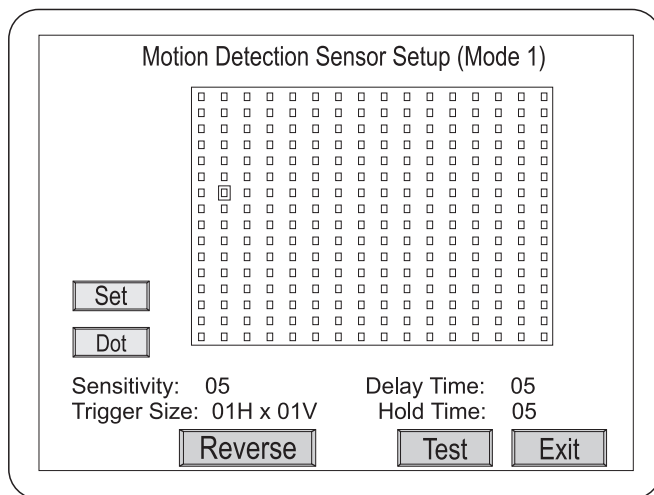 Motion Detection Sensor Setup (Mode 1)
Set
Dot
Sensitivity: 05 Delay Time: 05
Trigger Size: 01H x 01V Hold Time: 05
Reverse Test Exit